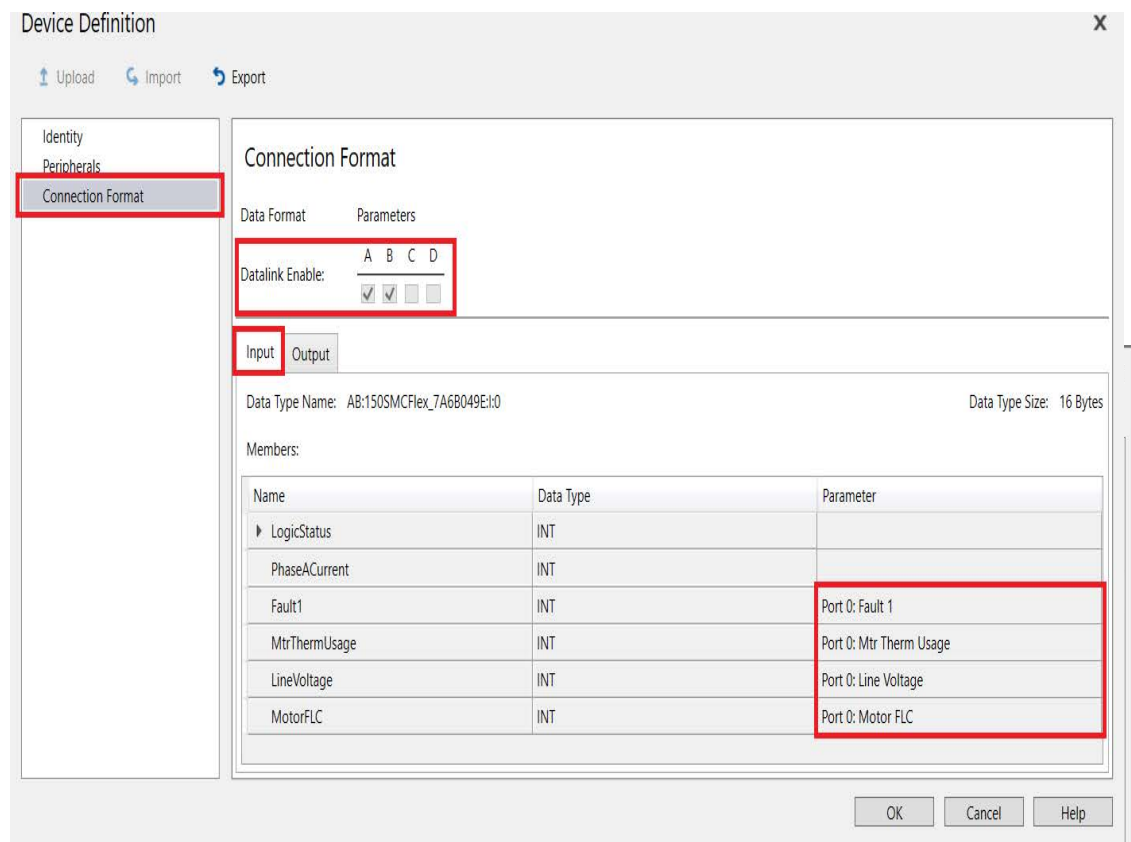 Device Definition X
Upload Import Export
Identity
Peripherals
Connection Format
Connection Format
Data Format Parameters
A B C D
Datalink Enable:
Input Output
Data Type Name: AB:150SMCFlex_7A6B049E:I:0 Data Type Size: 16 Bytes
Members:
Name Data Type Parameter
LogicStatus INT
PhaseACurrent INT
Fault1 INT Port 0: Fault 1
MtrThermUsage INT Port 0: Mtr Therm Usage
LineVoltage INT Port 0: Line Voltage
MotorFLC INT Port 0: Motor FLC
OK Cancel Help